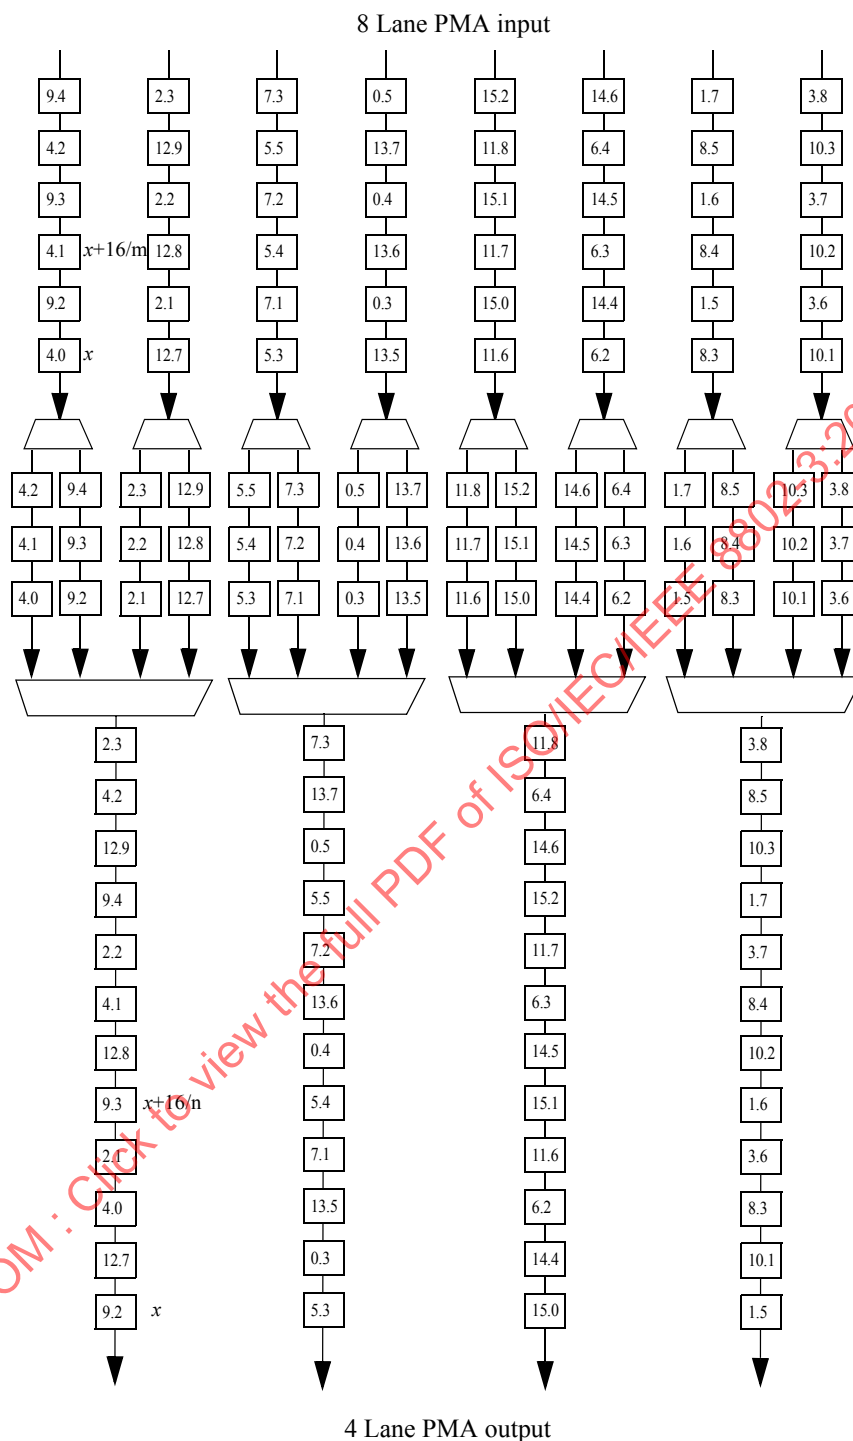 8 Lane PMA input
9.4 2.3 7.3 0.5 15.2 14.6 1.7 3.8
4.2 12.9 5.5 13.7 11.8 6.4 8.5 10.3
9.3 2.2 7.2 0.4 15.1 14.5 1.6 3.7
4.1 x+16/m 12.8 5.4 13.6 11.7 6.3 8.4 10.2
9.2 2.1 7.1 0.3 15.0 14.4 1.5 3.6
4.0 x 12.7 5.3 13.5 11.6 6.2 8.3 10.1
4.2 9.4 2.3 12.9 5.5 7.3 0.5 13.7 11.8 15.2 14.6 6.4 1.7 8.5 10.3 3.8
4.1 9.3 2.2 12.8 5.4 7.2 0.4 13.6 11.7 15.1 14.5 6.3 1.6 8.4 10.2 3.7
4.0 9.2 2.1 12.7 5.3 7.1 0.3 13.5 11.6 15.0 14.4 6.2 1.5 8.3 10.1 3.6
2.3 7.3 11.8 3.8
4.2 13.7 6.4 8.5
12.9 0.5 14.6 10.3
9.4 5.5 15.2 1.7
2.2 7.2 11.7 3.7
4.1 13.6 6.3 8.4
12.8 0.4 14.5 10.2
9.3 x+16/n 5.4 15.1 1.6
2.1 7.1 11.6 3.6
4.0 13.5 6.2 8.3
12.7 0.3 14.4 10.1
9.2 x 5.3 15.0 1.5
4 Lane PMA output
OM : Click to view the full PDF of ISO/IEC/IEEE 8802-3:20